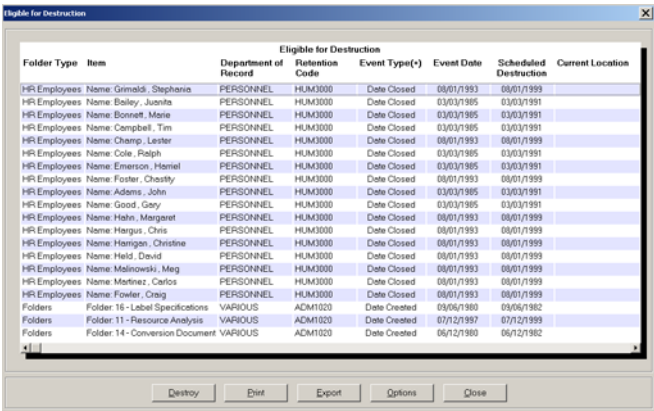 Eligible for Destruction
Eligible for Destruction
Folder Type Item Department of Record Retention Code Event Type(+) Event Date Scheduled Destruction Current Location
HR Employees Name: Grimaldi , Stephania PERSONNEL HUM3000 Date Closed 08/01/1993 08/01/1999
HR Employees Name: Bailey , Juanita PERSONNEL HUM3000 Date Closed 03/03/1985 03/03/1991
HR Employees Name: Bonnett, Marie PERSONNEL HUM3000 Date Closed 03/03/1985 03/03/1991
HR Employees Name: Campbell , Tim PERSONNEL HUM3000 Date Closed 03/03/1985 03/03/1991
HR Employees Name: Champ , Lester PERSONNEL HUM3000 Date Closed 08/01/1993 08/01/1999
HR Employees Name: Cole , Ralph PERSONNEL HUM3000 Date Closed 03/03/1985 03/03/1991
HR Employees Name: Emerson , Harriel PERSONNEL HUM3000 Date Closed 03/03/1985 03/03/1991
HR Employees Name: Foster , Chastity PERSONNEL HUM3000 Date Closed 08/01/1993 08/01/1999
HR Employees Name: Adams , John PERSONNEL HUM3000 Date Closed 03/03/1985 03/03/1991
HR Employees Name: Good , Gary PERSONNEL HUM3000 Date Closed 03/03/1985 03/03/1991
HR Employees Name: Hahn , Margaret PERSONNEL HUM3000 Date Closed 08/01/1993 08/01/1999
HR Employees Name: Hargus , Chris PERSONNEL HUM3000 Date Closed 08/01/1993 08/01/1999
HR Employees Name: Harrigan , Christine PERSONNEL HUM3000 Date Closed 08/01/1993 08/01/1999
HR Employees Name: Held , David PERSONNEL HUM3000 Date Closed 08/01/1993 08/01/1999
HR Employees Name: Malinowski , Meg PERSONNEL HUM3000 Date Closed 08/01/1993 08/01/1999
HR Employees Name: Martinez , Carlos PERSONNEL HUM3000 Date Closed 08/01/1993 08/01/1999
HR Employees Name: Fowler , Craig PERSONNEL HUM3000 Date Closed 08/01/1993 08/01/1999
Folders Folder: 16 - Label Specifications VARIOUS ADM1020 Date Created 09/06/1980 09/06/1982
Folders Folder: 11 - Resource Analysis VARIOUS ADM1020 Date Created 07/12/1997 07/12/1999
Folders Folder: 14 - Conversion Document VARIOUS ADM1020 Date Created 06/12/1980 06/12/1982
Destroy Print Export Options Close